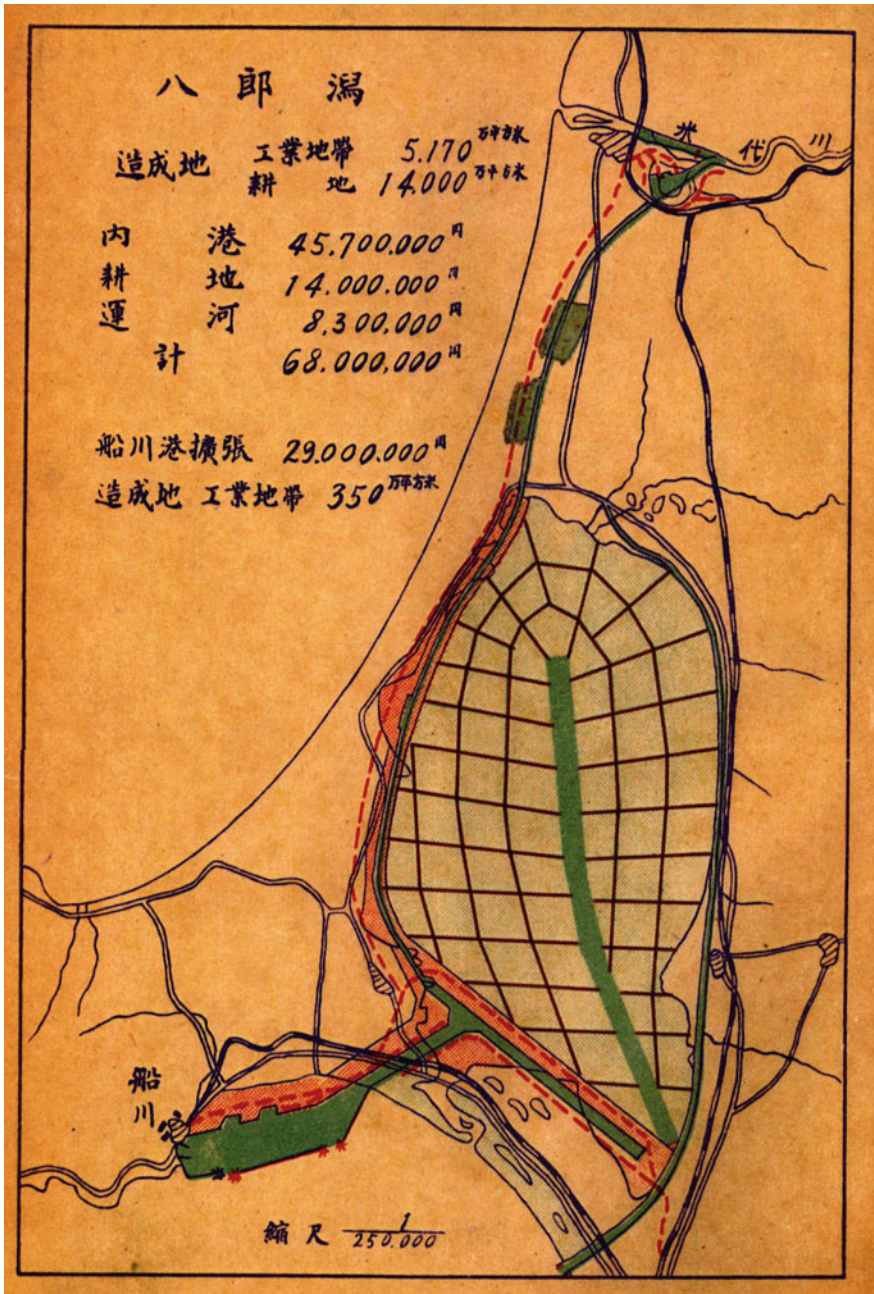 八郎潟
造成地 工業地帶 5.170万平方米
耕地 14.000万平方米
内港 45.700.000円
耕地 14.000.000円
運河 8.300.000円
計 68.000.000円
船川港擴張 29.000.000円
造成地 工業地帶 350万平方米
米代川
船川
縮尺 1/250.000